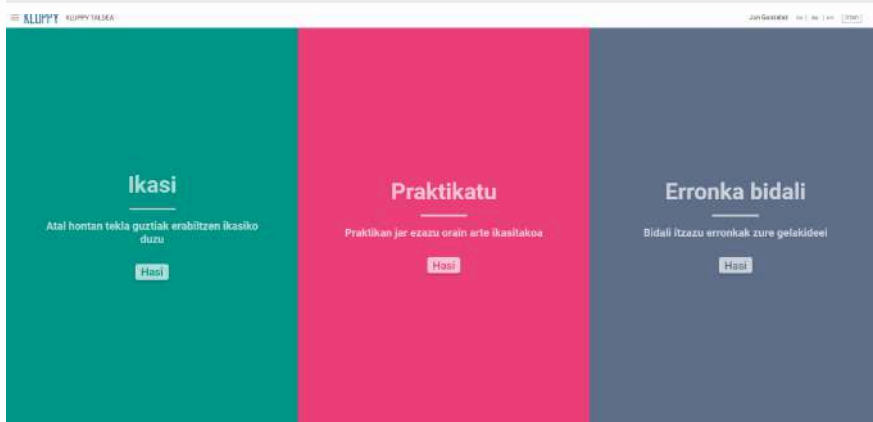 KLUPPY KLUPPY TALDEA
Ikasi
Atal hontan tekla guztiak erabiltzen ikasiko
duzu
Hasi
Praktikatu
Praktikan jar ezazu orain arte ikasitakoa
Hasi
Erronka bidali
Bidali itzazu erronkak zure gelakideei
Hasi